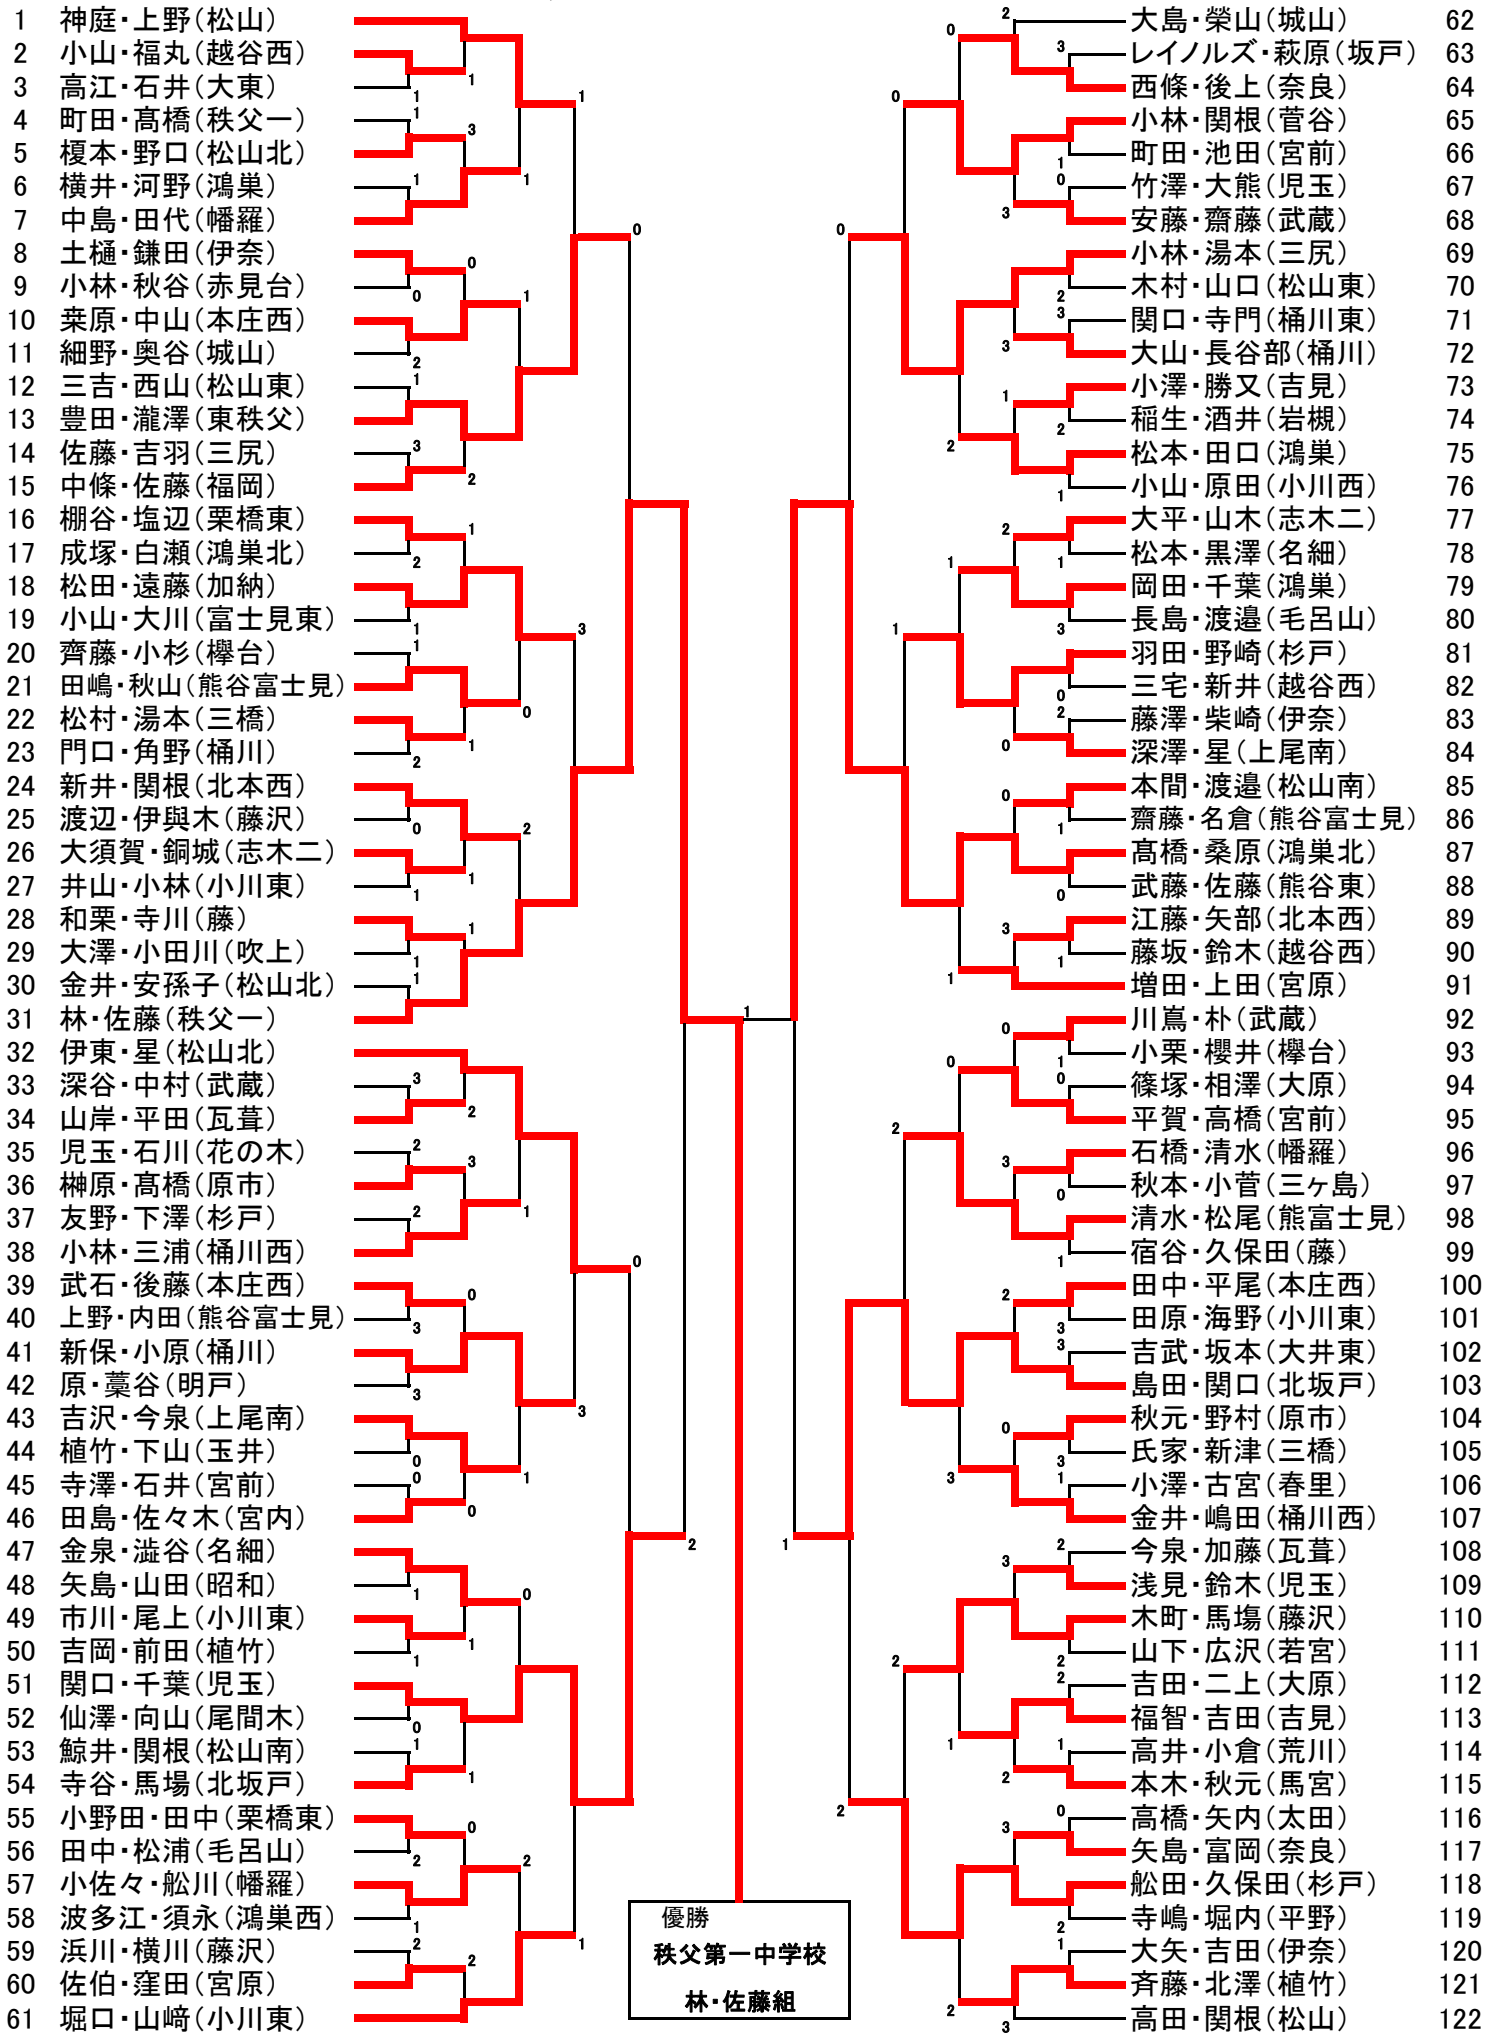 1 神庭・上野(松山)
2 小山・福丸(越谷西)
3 高江・石井(大東)
4 町田・髙橋(秩父一)
5 榎本・野口(松山北)
6 横井・河野(鴻巣)
7 中島・田代(幡羅)
8 土樋・鎌田(伊奈)
9 小林・秋谷(赤見台)
10 桒原・中山(本庄西)
11 細野・奥谷(城山)
12 三吉・西山(松山東)
13 豊田・瀧澤(東秩父)
14 佐藤・吉羽(三尻)
15 中條・佐藤(福岡)
16 棚谷・塩辺(栗橋東)
17 成塚・白瀬(鴻巣北)
18 松田・遠藤(加納)
19 小山・大川(富士見東)
20 齊藤・小杉(欅台)
21 田嶋・秋山(熊谷富士見)
22 松村・湯本(三橋)
23 門口・角野(桶川)
24 新井・関根(北本西)
25 渡辺・伊與木(藤沢)
26 大須賀・銅城(志木二)
27 井山・小林(小川東)
28 和栗・寺川(藤)
29 大澤・小田川(吹上)
30 金井・安孫子(松山北)
31 林・佐藤(秩父一)
32 伊東・星(松山北)
33 深谷・中村(武蔵)
34 山岸・平田(瓦葺)
35 児玉・石川(花の木)
36 榊原・髙橋(原市)
37 友野・下澤(杉戸)
38 小林・三浦(桶川西)
39 武石・後藤(本庄西)
40 上野・内田(熊谷富士見)
41 新保・小原(桶川)
42 原・藁谷(明戸)
43 吉沢・今泉(上尾南)
44 植竹・下山(玉井)
45 寺澤・石井(宮前)
46 田島・佐々木(宮内)
47 金泉・澁谷(名細)
48 矢島・山田(昭和)
49 市川・尾上(小川東)
50 吉岡・前田(植竹)
51 関口・千葉(児玉)
52 仙澤・向山(尾間木)
53 鯨井・関根(松山南)
54 寺谷・馬場(北坂戸)
55 小野田・田中(栗橋東)
56 田中・松浦(毛呂山)
57 小佐々・舩川(幡羅)
58 波多江・須永(鴻巣西)
59 浜川・横川(藤沢)
60 佐伯・窪田(宮原)
61 堀口・山﨑(小川東)
大島・榮山(城山) 62
レイノルズ・萩原(坂戸) 63
西條・後上(奈良) 64
小林・関根(菅谷) 65
町田・池田(宮前) 66
竹澤・大熊(児玉) 67
安藤・齋藤(武蔵) 68
小林・湯本(三尻) 69
木村・山口(松山東) 70
関口・寺門(桶川東) 71
大山・長谷部(桶川) 72
小澤・勝又(吉見) 73
稲生・酒井(岩槻) 74
松本・田口(鴻巣) 75
小山・原田(小川西) 76
大平・山木(志木二) 77
松本・黒澤(名細) 78
岡田・千葉(鴻巣) 79
長島・渡邉(毛呂山) 80
羽田・野崎(杉戸) 81
三宅・新井(越谷西) 82
藤澤・柴崎(伊奈) 83
深澤・星(上尾南) 84
本間・渡邉(松山南) 85
齋藤・名倉(熊谷富士見) 86
髙橋・桑原(鴻巣北) 87
武藤・佐藤(熊谷東) 88
江藤・矢部(北本西) 89
藤坂・鈴木(越谷西) 90
増田・上田(宮原) 91
川嶌・朴(武蔵) 92
小栗・櫻井(欅台) 93
篠塚・相澤(大原) 94
平賀・高橋(宮前) 95
石橋・清水(幡羅) 96
秋本・小菅(三ヶ島) 97
清水・松尾(熊富士見) 98
宿谷・久保田(藤) 99
田中・平尾(本庄西) 100
田原・海野(小川東) 101
吉武・坂本(大井東) 102
島田・関口(北坂戸) 103
秋元・野村(原市) 104
氏家・新津(三橋) 105
小澤・古宮(春里) 106
金井・嶋田(桶川西) 107
今泉・加藤(瓦葺) 108
浅見・鈴木(児玉) 109
木町・馬塲(藤沢) 110
山下・広沢(若宮) 111
吉田・二上(大原) 112
福智・吉田(吉見) 113
高井・小倉(荒川) 114
本木・秋元(馬宮) 115
高橋・矢内(太田) 116
矢島・富岡(奈良) 117
舩田・久保田(杉戸) 118
寺嶋・堀内(平野) 119
大矢・吉田(伊奈) 120
斉藤・北澤(植竹) 121
高田・関根(松山) 122
優勝
秩父第一中学校
林・佐藤組